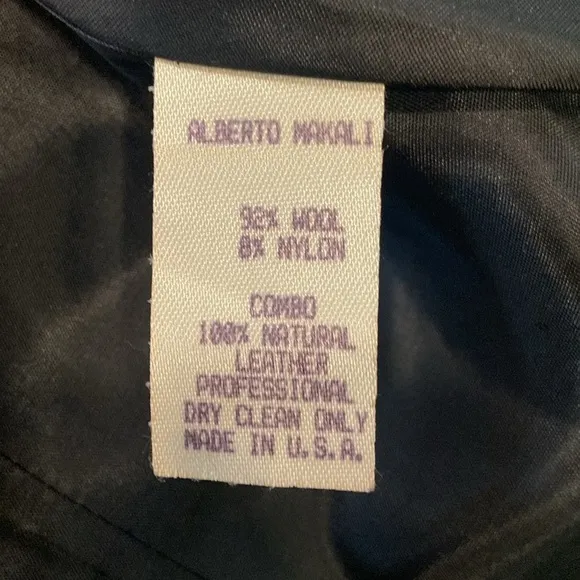 ALBERTO MAKALI
92% WOOL
8% NYLON
COMBO
100% NATURAL
LEATHER
PROFESSIONAL
DRY CLEAN ONLY
MADE IN U.S.A.